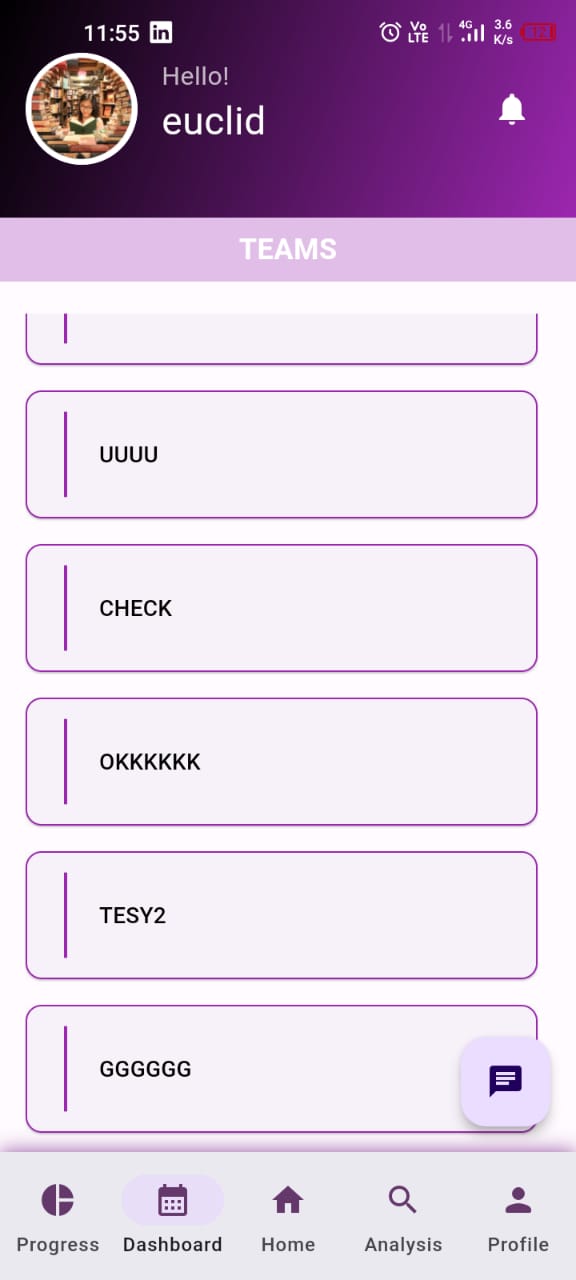 11:55 in Vo LTE 4G 3.6 K/s 12
Hello!
euclid
TEAMS
UUUU
CHECK
OKKKKKK
TESY2
GGGGGG
Progress Dashboard Home Analysis Profile